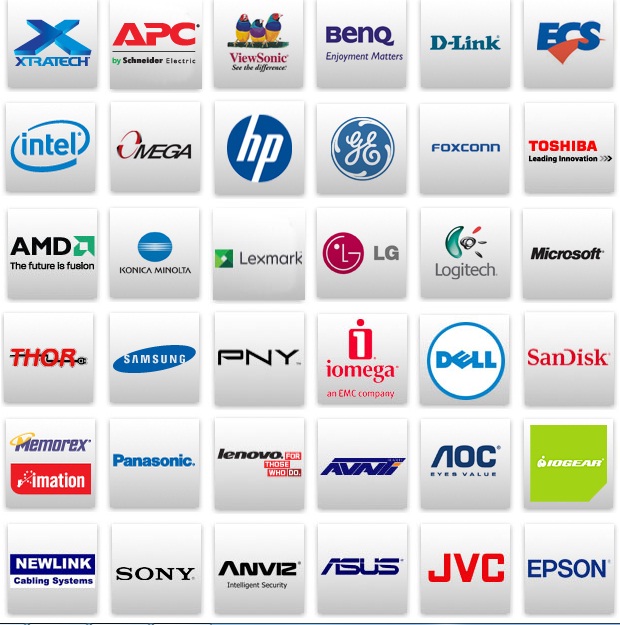 XTRATECH
APC
by Schneider Electric
ViewSonic®
See the difference™
BenQ
Enjoyment Matters
D-Link®
ECS
intel®
OMEGA
hp
GE
FOXCONN
TOSHIBA
Leading Innovation >>>
AMD
The future is fusion
KONICA MINOLTA
Lexmark
LG
Logitech
Microsoft®
THOR
SAMSUNG
PNY
iomega®
an EMC company
DELL
SanDisk®
Memorex®
imation
Panasonic
lenovo. FOR
THOSE
WHO DO.
AOC
EYES VALUE
IOGEAR
NEWLINK
Cabling Systems
SONY
ANVIZ
Intelligent Security
ASUS
JVC
EPSON®